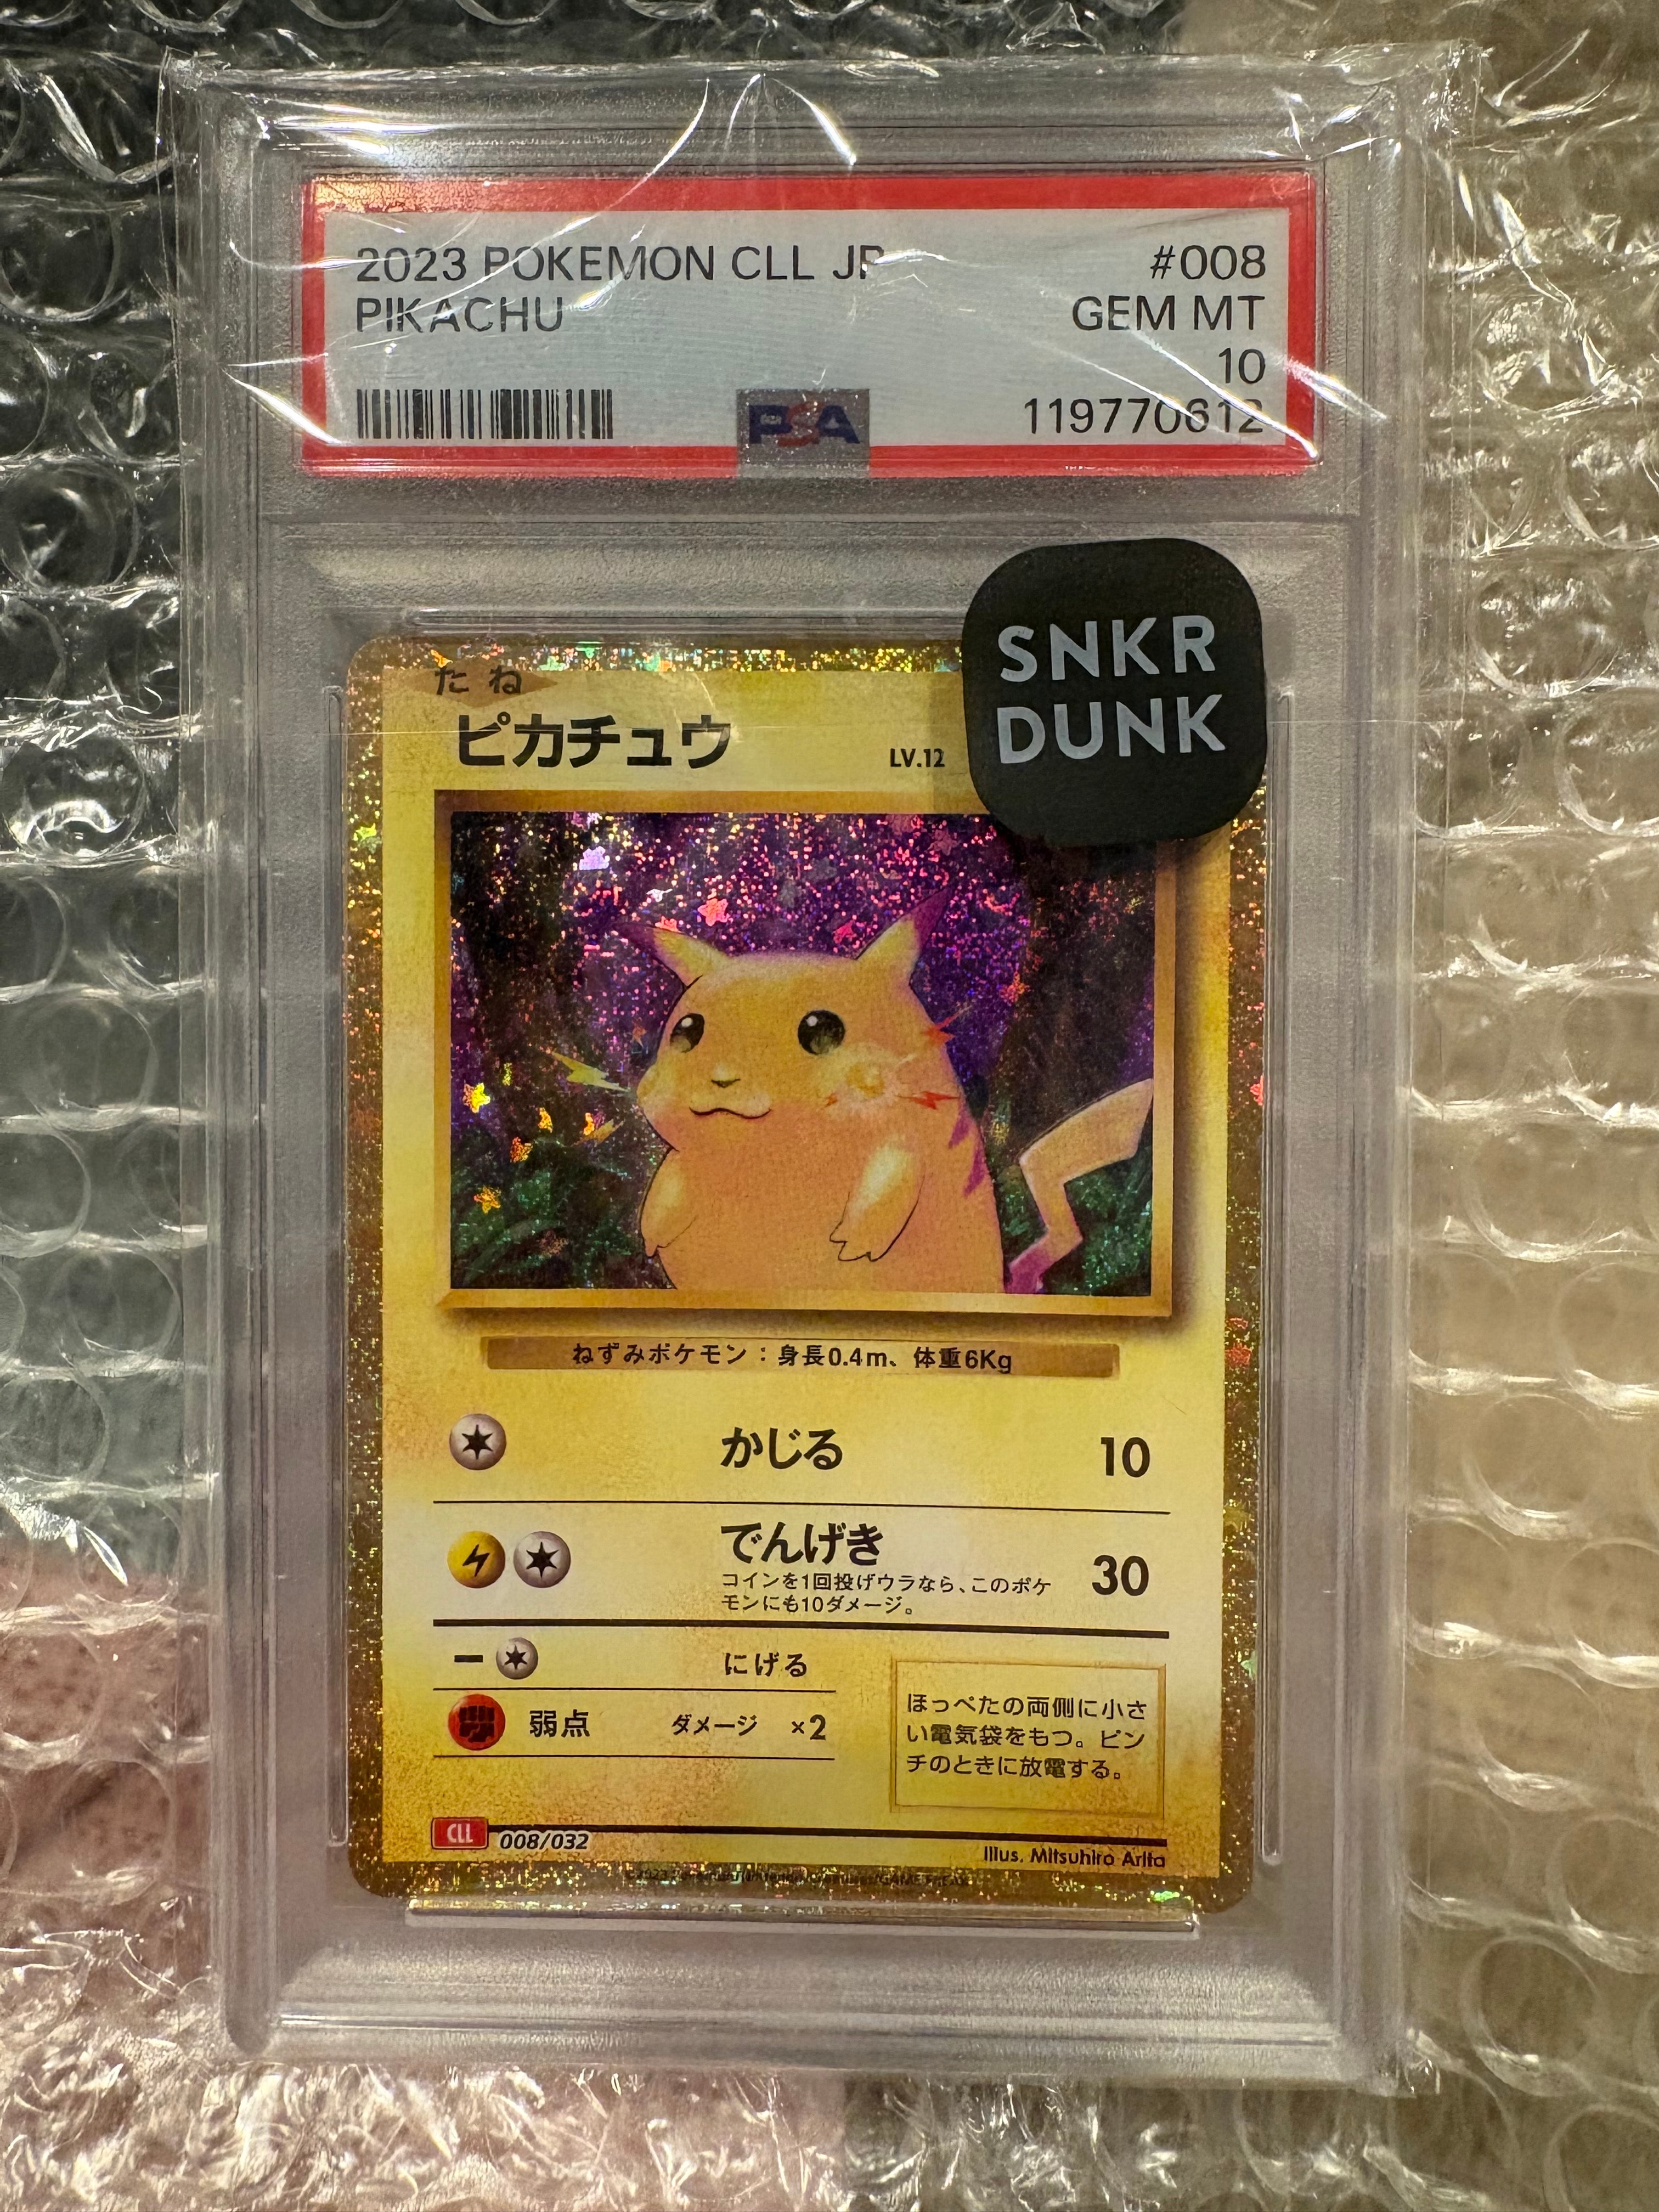 2023 POKEMON CLL JP #008
PIKACHU GEM MT
10
PSA 119770612
SNKR
DUNK
たね
ピカチュウ LV.12
ねずみポケモン：身長0.4m、体重6Kg
かじる 10
でんげき 30
コインを1回投げウラなら、このポケ
モンにも10ダメージ。
にげる
弱点 ダメージ ×2
ほっぺたの両側に小さ
い電気袋をもつ。ピン
チのときに放電する。
CLL 008/032
Illus. Mitsuhiro Arita